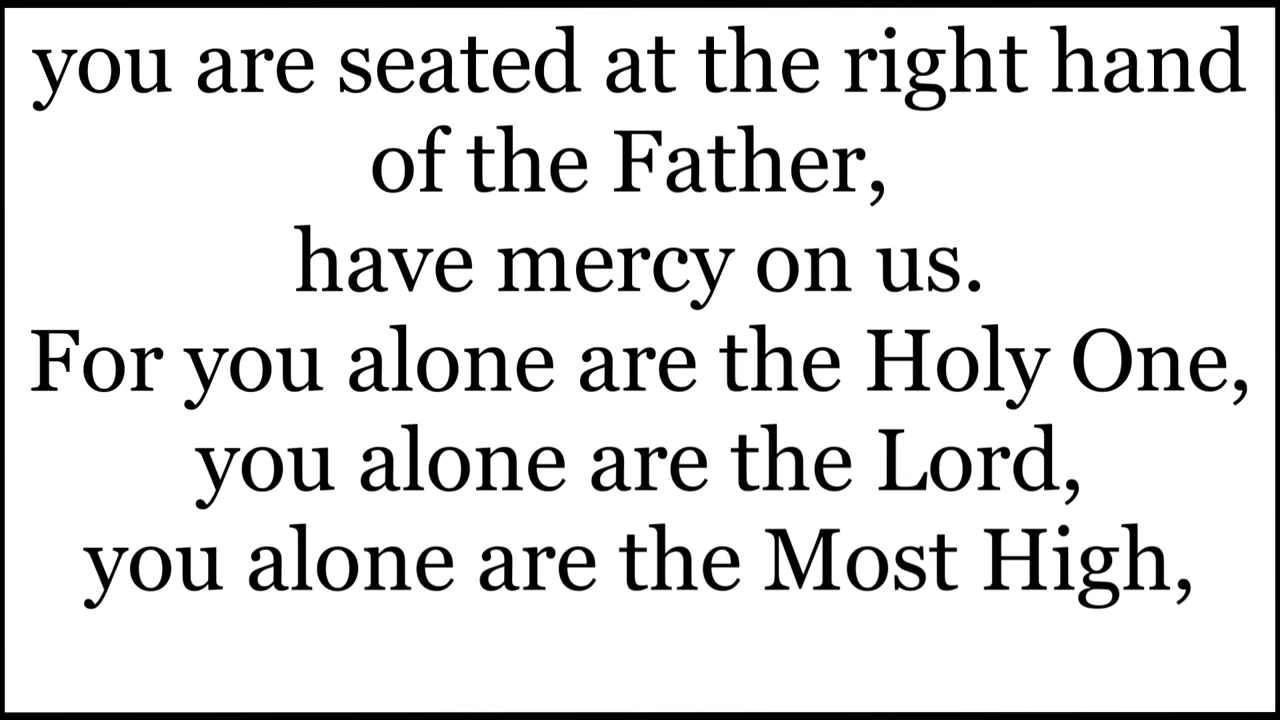 you are seated at the right hand
of the Father,
have mercy on us.
For you alone are the Holy One,
you alone are the Lord,
you alone are the Most High,